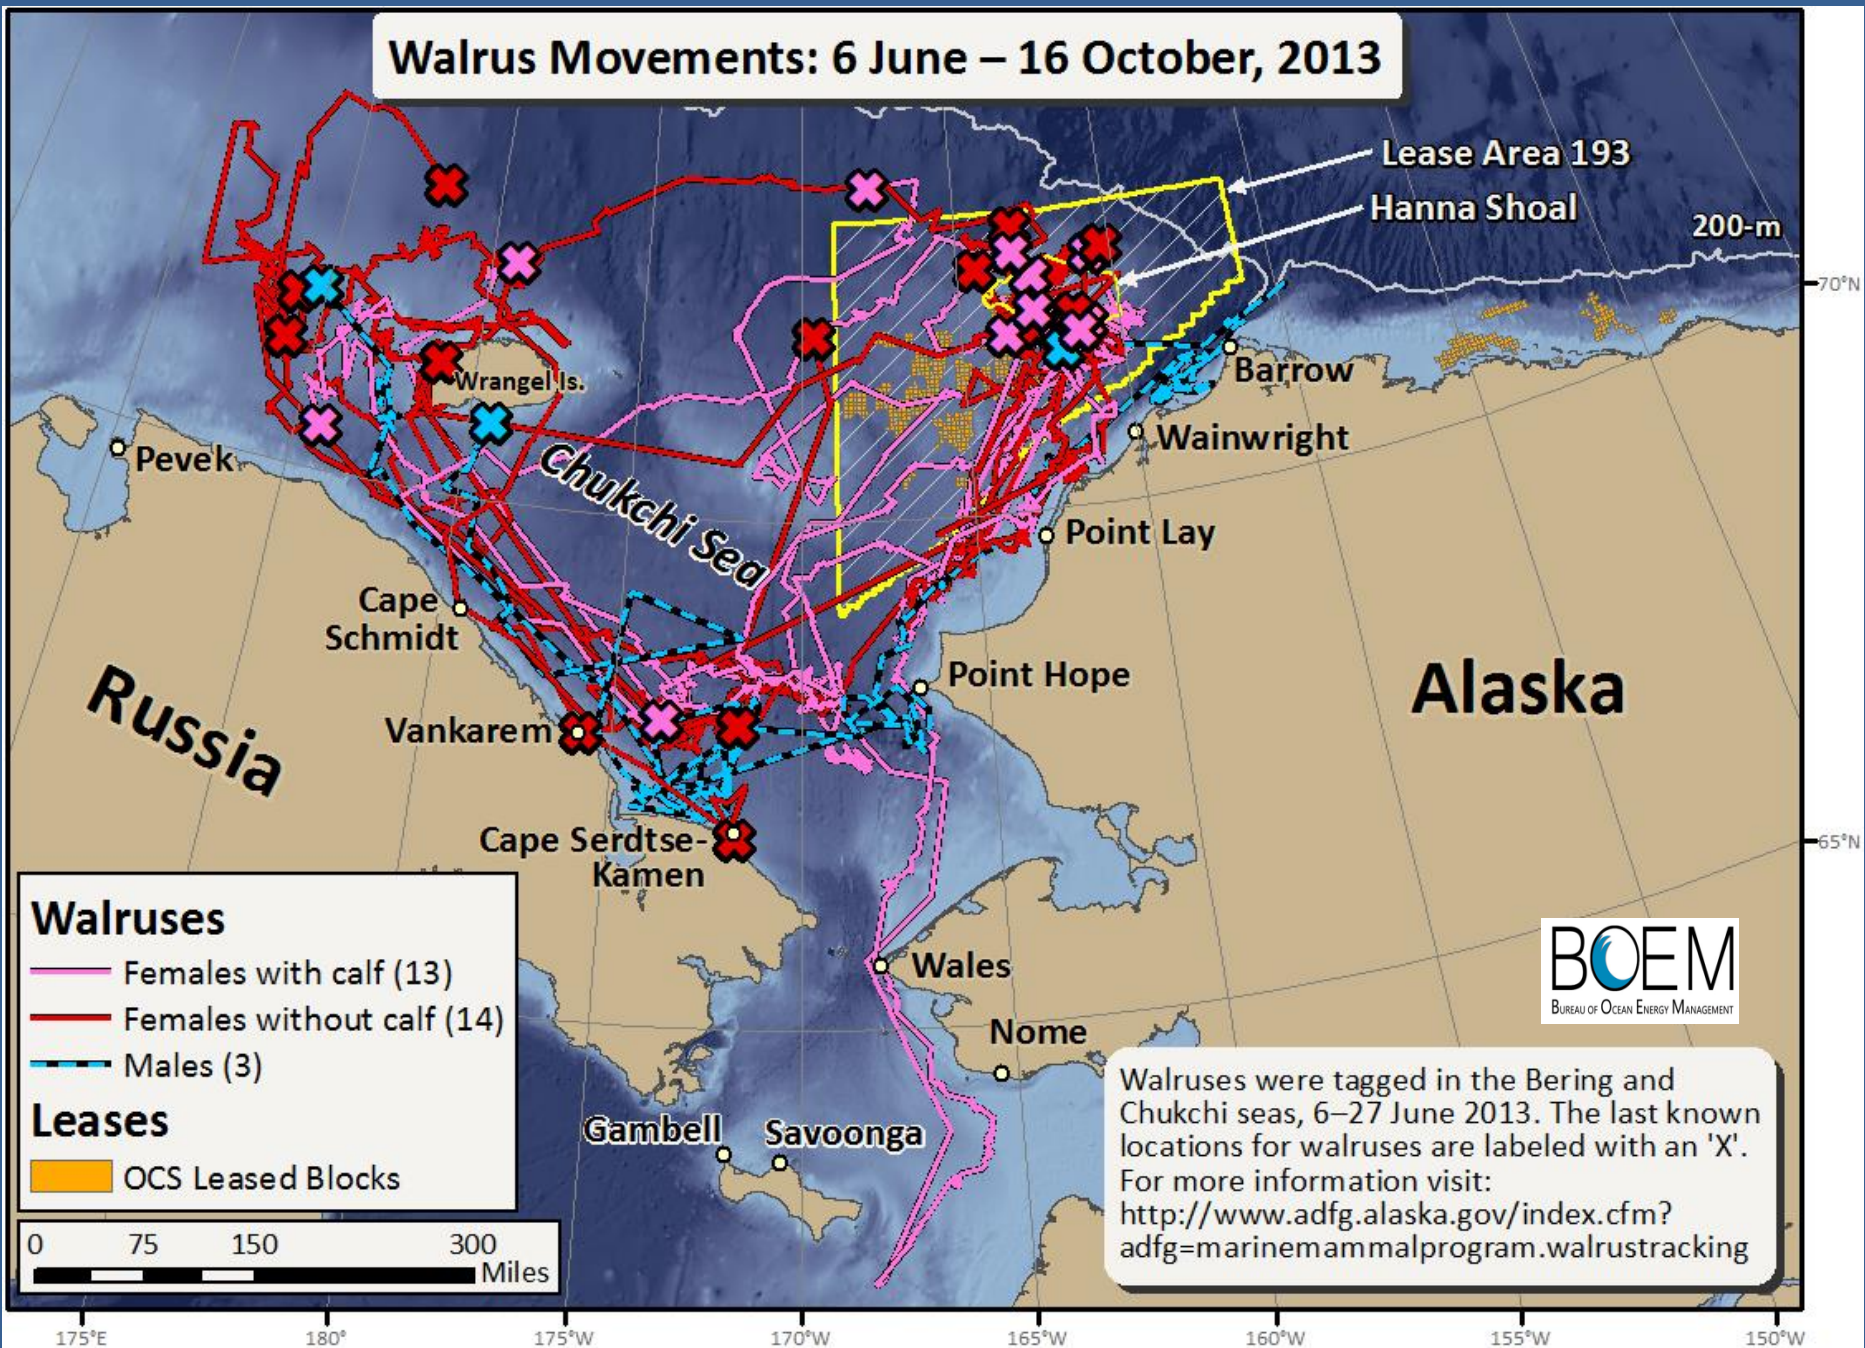 Walrus Movements: 6 June – 16 October, 2013
Lease Area 193
Hanna Shoal
200-m
70°N
Barrow
Wrangel Is.
Wainwright
Pevek
Chukchi Sea
Point Lay
Cape
Schmidt
Point Hope
Alaska
Russia
Vankarem
65°N
Cape Serdtse-
Kamen
Wales
Nome
Gambell
Savoonga
Walruses
Females with calf (13)
Females without calf (14)
Males (3)
Leases
OCS Leased Blocks
0 75 150 300
Miles
BOEM
BUREAU OF OCEAN ENERGY MANAGEMENT
Walruses were tagged in the Bering and
Chukchi seas, 6–27 June 2013. The last known
locations for walruses are labeled with an 'X'.
For more information visit:
http://www.adfg.alaska.gov/index.cfm?
adfg=marinemammalprogram.walrustracking
175°E 180° 175°W 170°W 165°W 160°W 155°W 150°W